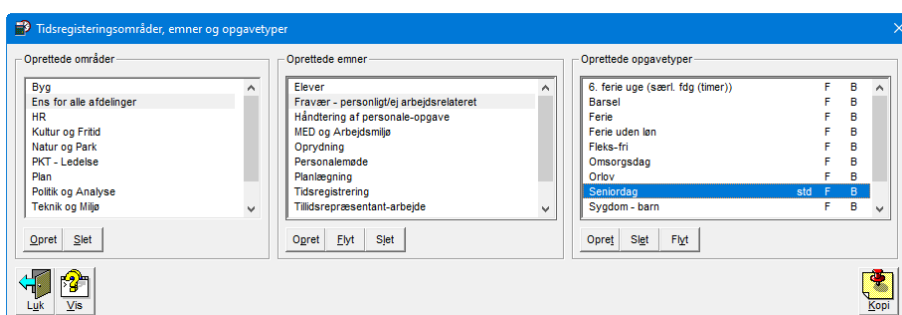 Tidsregisteringsområder, emner og opgavetyper
Oprettede områder
Byg
Ens for alle afdelinger
HR
Kultur og Fritid
Natur og Park
PKT - Ledelse
Plan
Politik og Analyse
Teknik og Miljø
Opret Slet
Oprettede emner
Elever
Fravær - personligt/ej arbejdsrelateret
Håndtering af personale-opgave
MED og Arbejdsmiljø
Oprydning
Personalemøde
Planlægning
Tidsregistrering
Tillidsrepræsentant-arbejde
Opret Flyt Slet
Oprettede opgavetyper
6. ferie uge (særl. fdg (timer)) F B
Barsel F B
Ferie F B
Ferie uden løn F B
Fleks-fri F B
Omsorgsdag F B
Orlov F B
Seniordag std F B
Sygdom - barn F B
Opret Slet Flyt
Luk Vis Kopi